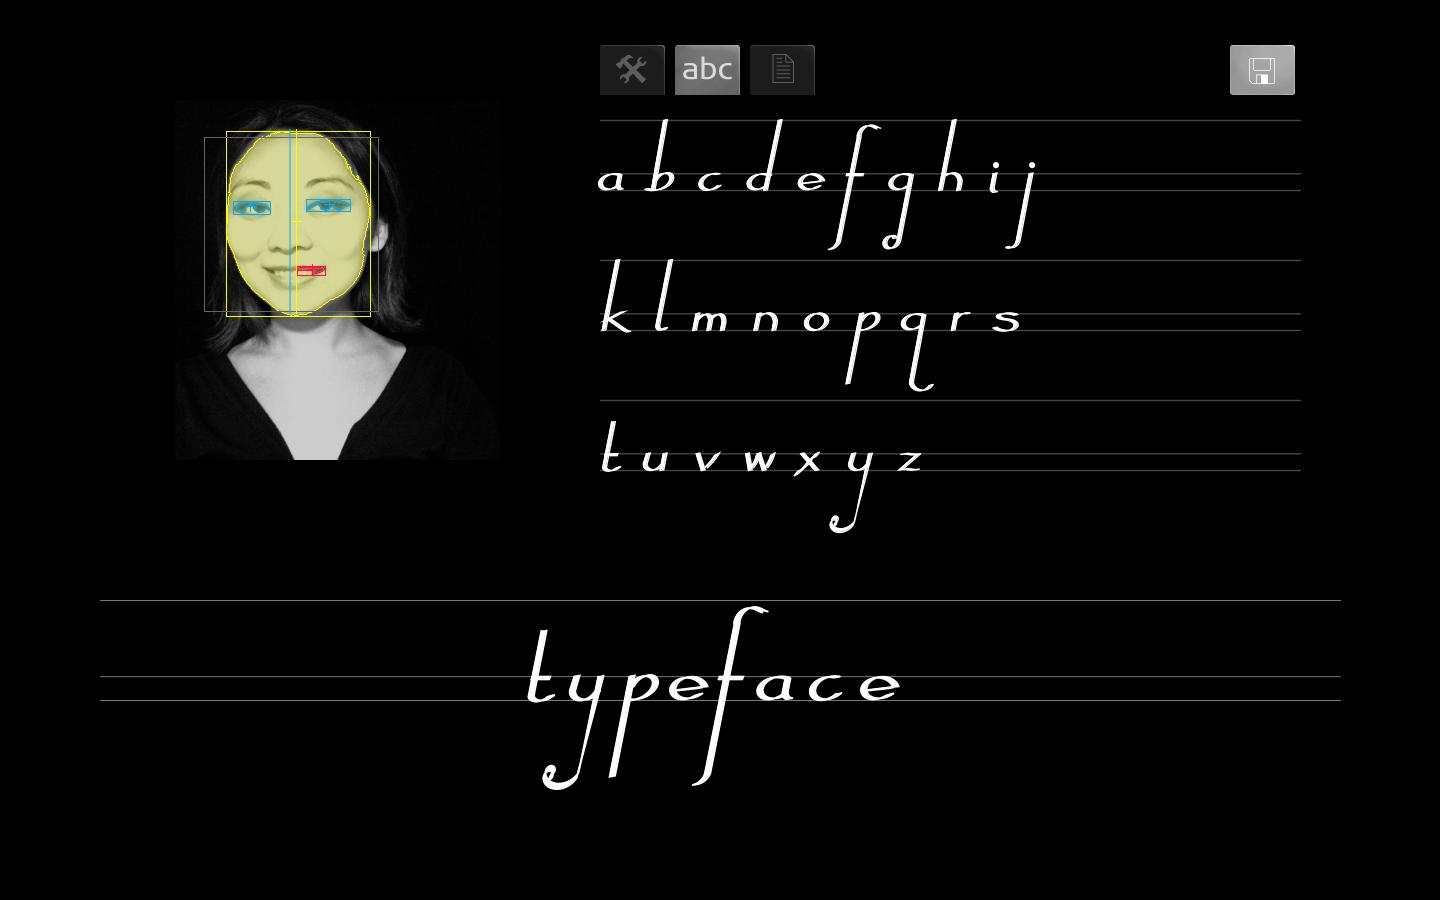 abc
a b c d e f g h i j
k l m n o p q r s
t u v w x y z
typeface